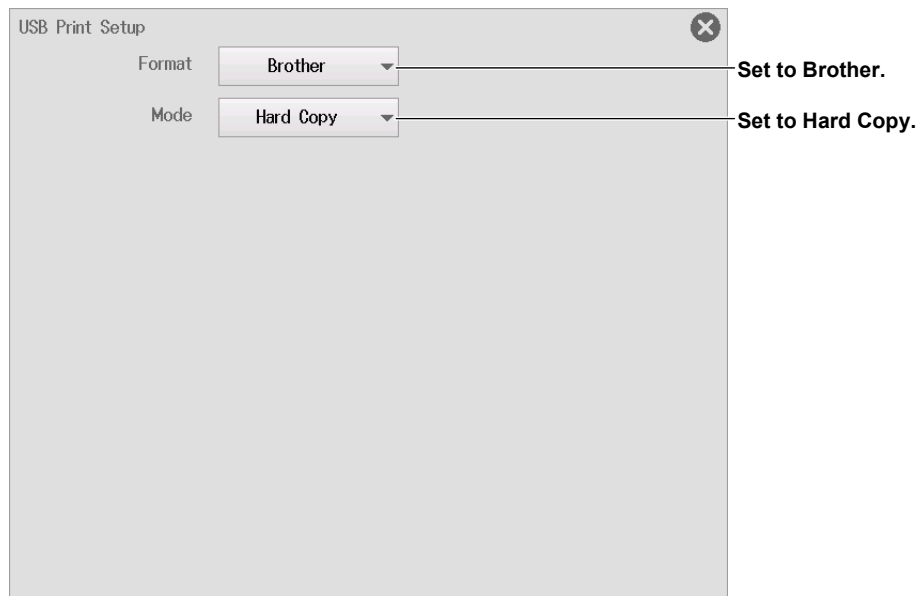 USB Print Setup
Format Brother Set to Brother.
Mode Hard Copy Set to Hard Copy.